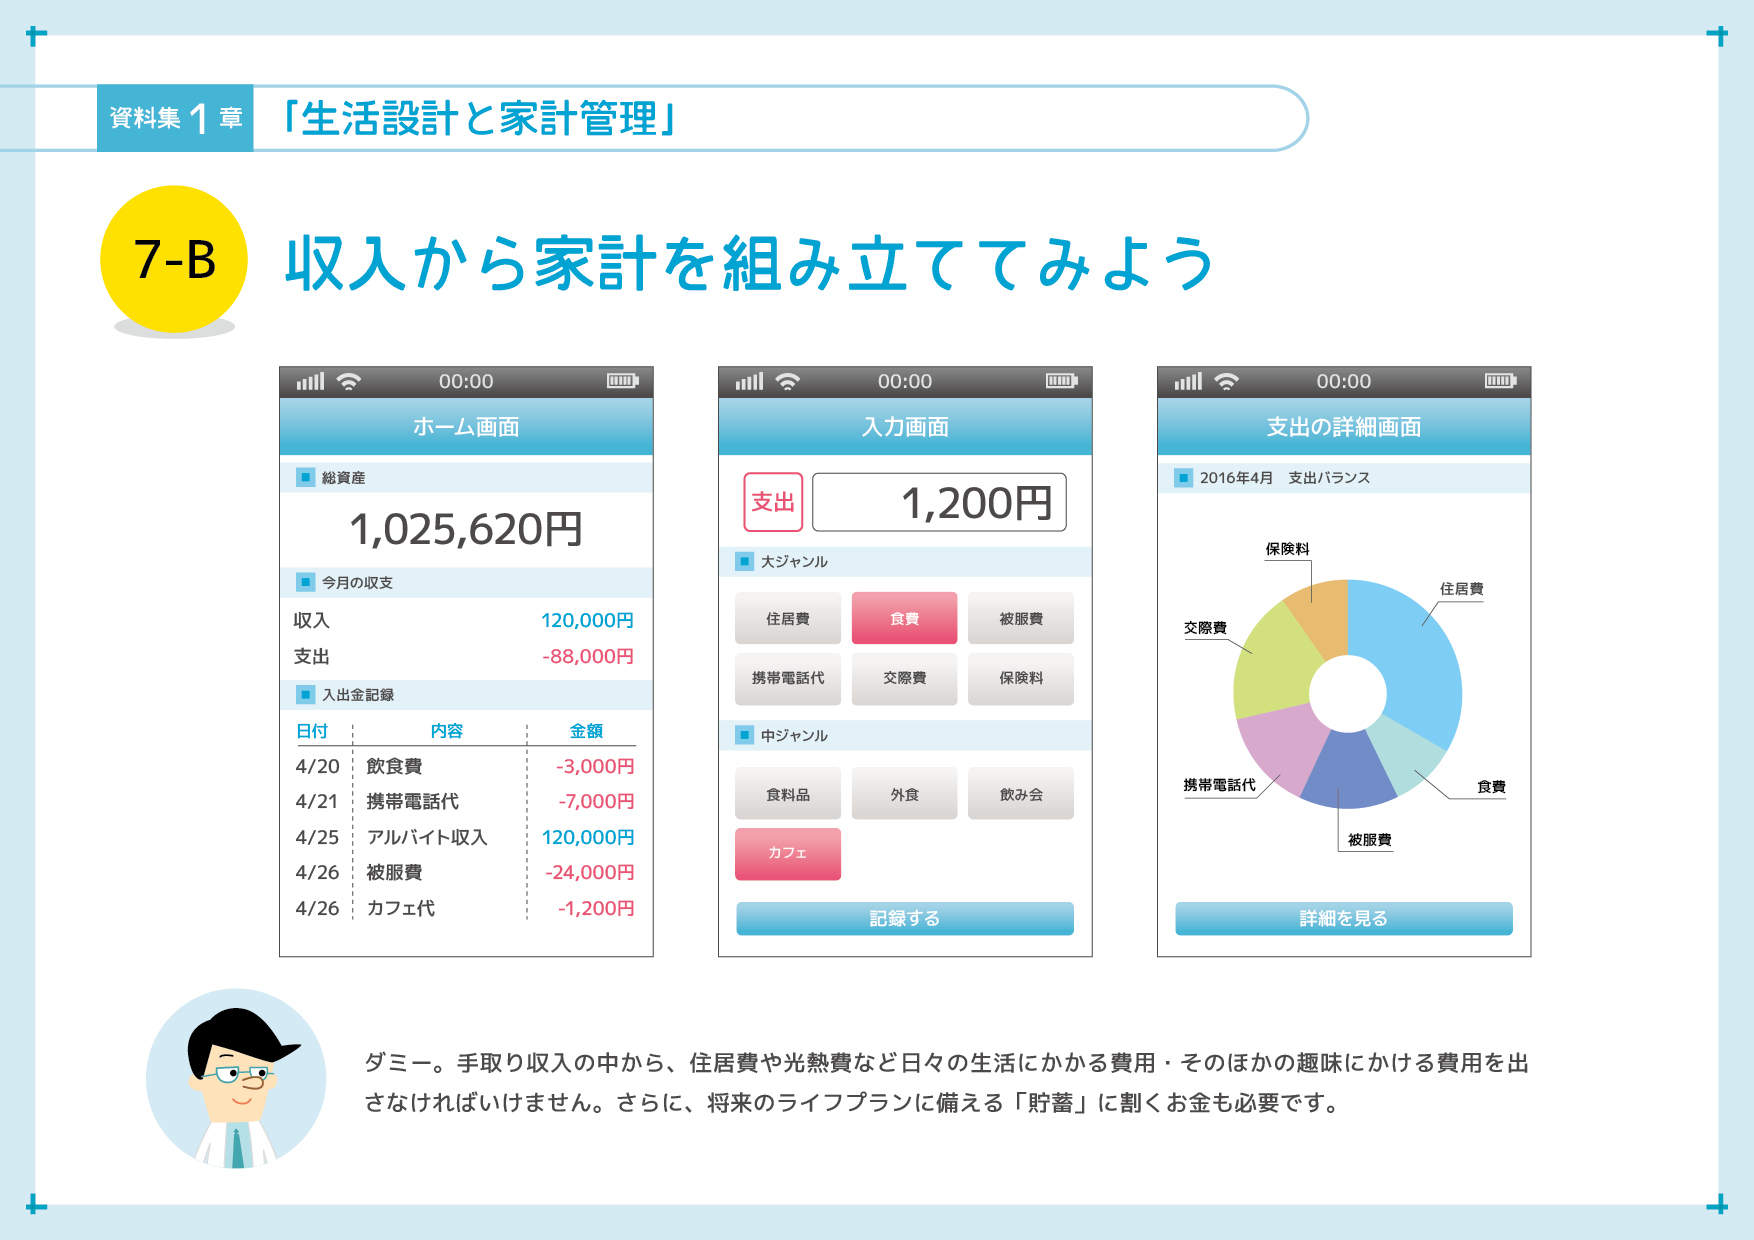 資料集1章 「生活設計と家計管理」
7-B 収入から家計を組み立ててみよう
00:00
ホーム画面
総資産
1,025,620円
今月の収支
収入 120,000円
支出 -88,000円
入出金記録
日付 内容 金額
4/20 飲食費 -3,000円
4/21 携帯電話代 -7,000円
4/25 アルバイト収入 120,000円
4/26 被服費 -24,000円
4/26 カフェ代 -1,200円
00:00
入力画面
支出 1,200円
大ジャンル
住居費 食費 被服費
携帯電話代 交際費 保険料
中ジャンル
食料品 外食 飲み会
カフェ
記録する
00:00
支出の詳細画面
2016年4月 支出バランス
保険料
住居費
交際費
携帯電話代
食費
被服費
詳細を見る
ダミー。手取り収入の中から、住居費や光熱費など日々の生活にかかる費用・そのほかの趣味にかける費用を出
さなければいけません。さらに、将来のライフプランに備える「貯蓄」に割くお金も必要です。